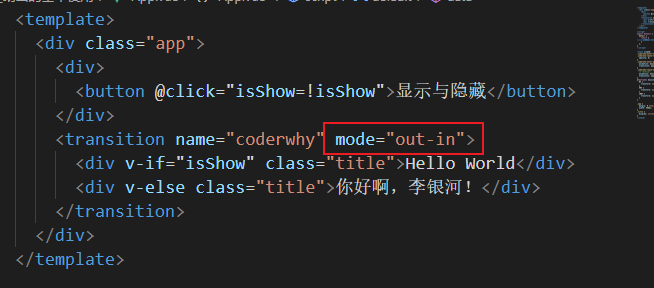 <template>
<div class="app">
<div>
<button @click="isShow=!isShow">显示与隐藏</button>
</div>
<transition name="coderwhy" mode="out-in">
<div v-if="isShow" class="title">Hello World</div>
<div v-else class="title">你好啊, 李银河! </div>
</transition>
</div>
</template>